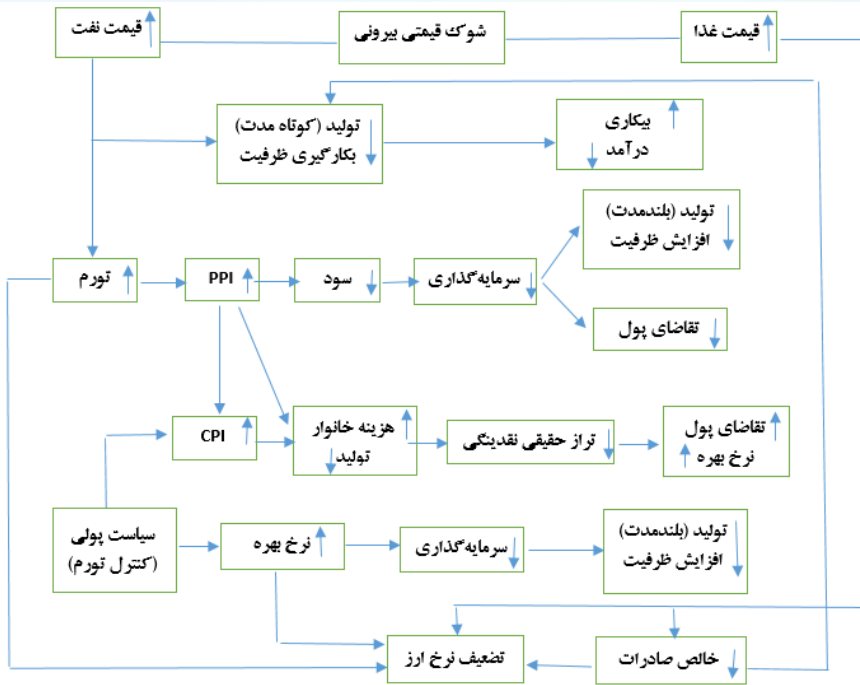 قیمت نفت
شوک قیمتی بیرونی
قیمت غذا
تولید (کوتاه مدت)
بکارگیری ظرفیت
بیکاری
درآمد
تولید (بلندمدت)
افزایش ظرفیت
تورم
PPI
سود
سرمایه‌گذاری
تقاضای پول
CPI
هزینه خانوار
تولید
تراز حقیقی نقدینگی
تقاضای پول
نرخ بهره
سیاست پولی
(کنترل تورم)
نرخ بهره
سرمایه‌گذاری
تولید (بلندمدت)
افزایش ظرفیت
تضعیف نرخ ارز
خالص صادرات